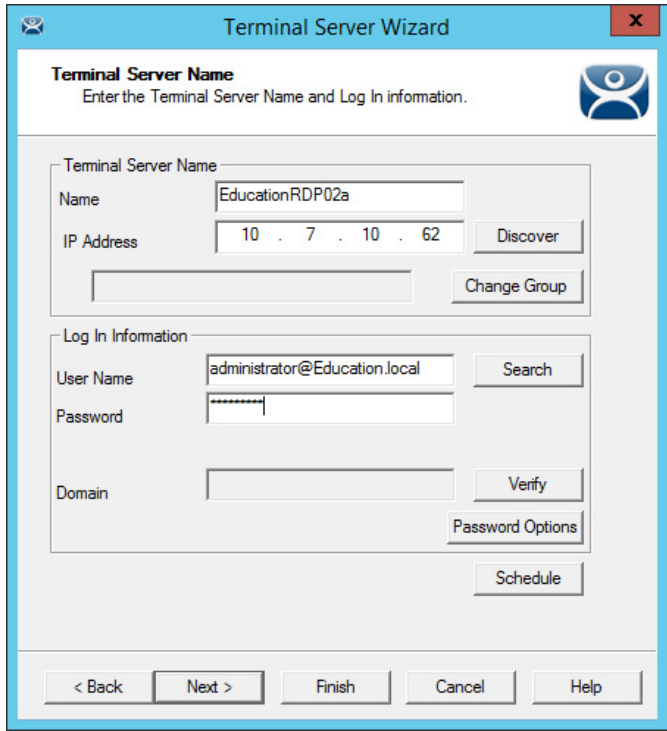 Terminal Server Wizard
x
Terminal Server Name
Enter the Terminal Server Name and Log In information.
Terminal Server Name
Name
EducationRDP02a
IP Address
10 . 7 . 10 . 62
Discover
Change Group
Log In Information
User Name
administrator@Education.local
Search
Password
*********
Domain
Verify
Password Options
Schedule
< Back
Next >
Finish
Cancel
Help